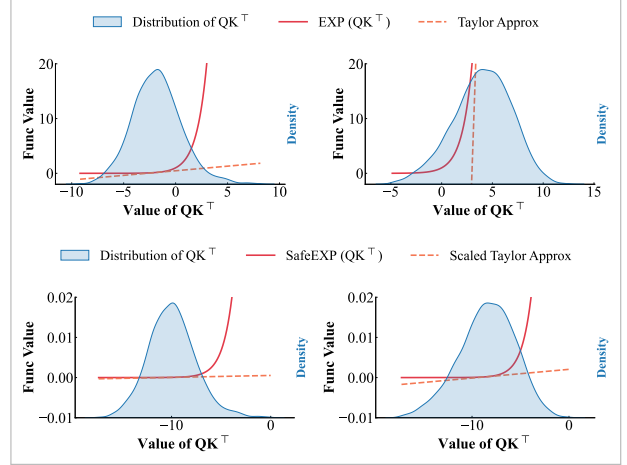 Distribution of QK⊤ EXP (QK⊤) Taylor Approx
20
10
0
Func Value
Density
−10 −5 0 5 10
Value of QK⊤
20
10
0
Func Value
Density
−5 0 5 10 15
Value of QK⊤
Distribution of QK⊤ SafeEXP (QK⊤) Scaled Taylor Approx
0.02
0.01
0.00
−0.01
Func Value
Density
−10 0
Value of QK⊤
0.02
0.01
0.00
−0.01
Func Value
Density
−10 0
Value of QK⊤